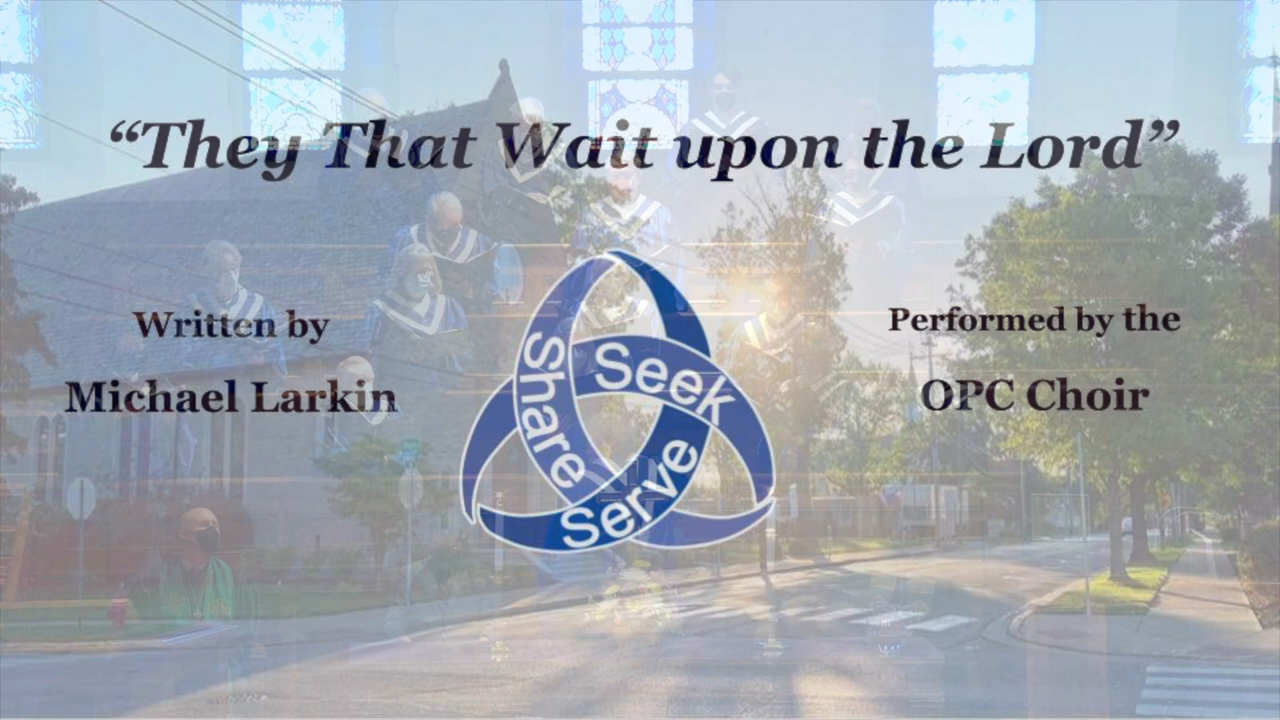 “They That Wait upon the Lord”
Written by
Michael Larkin
Performed by the
OPC Choir
Share
Seek
Serve